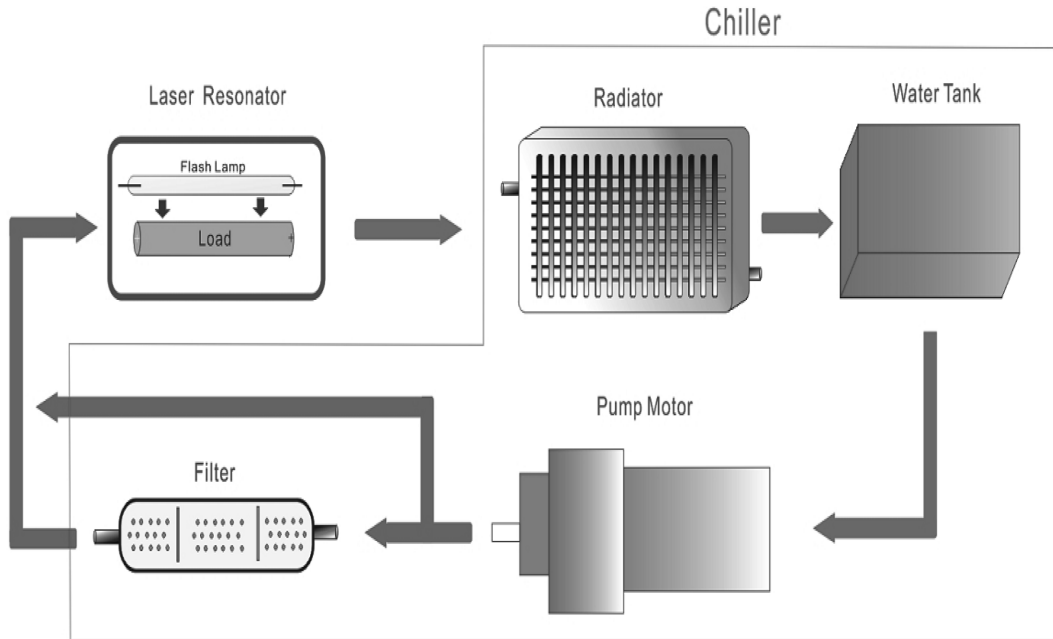 Chiller
Laser Resonator
Radiator
Water Tank
Flash Lamp
Load
Pump Motor
Filter